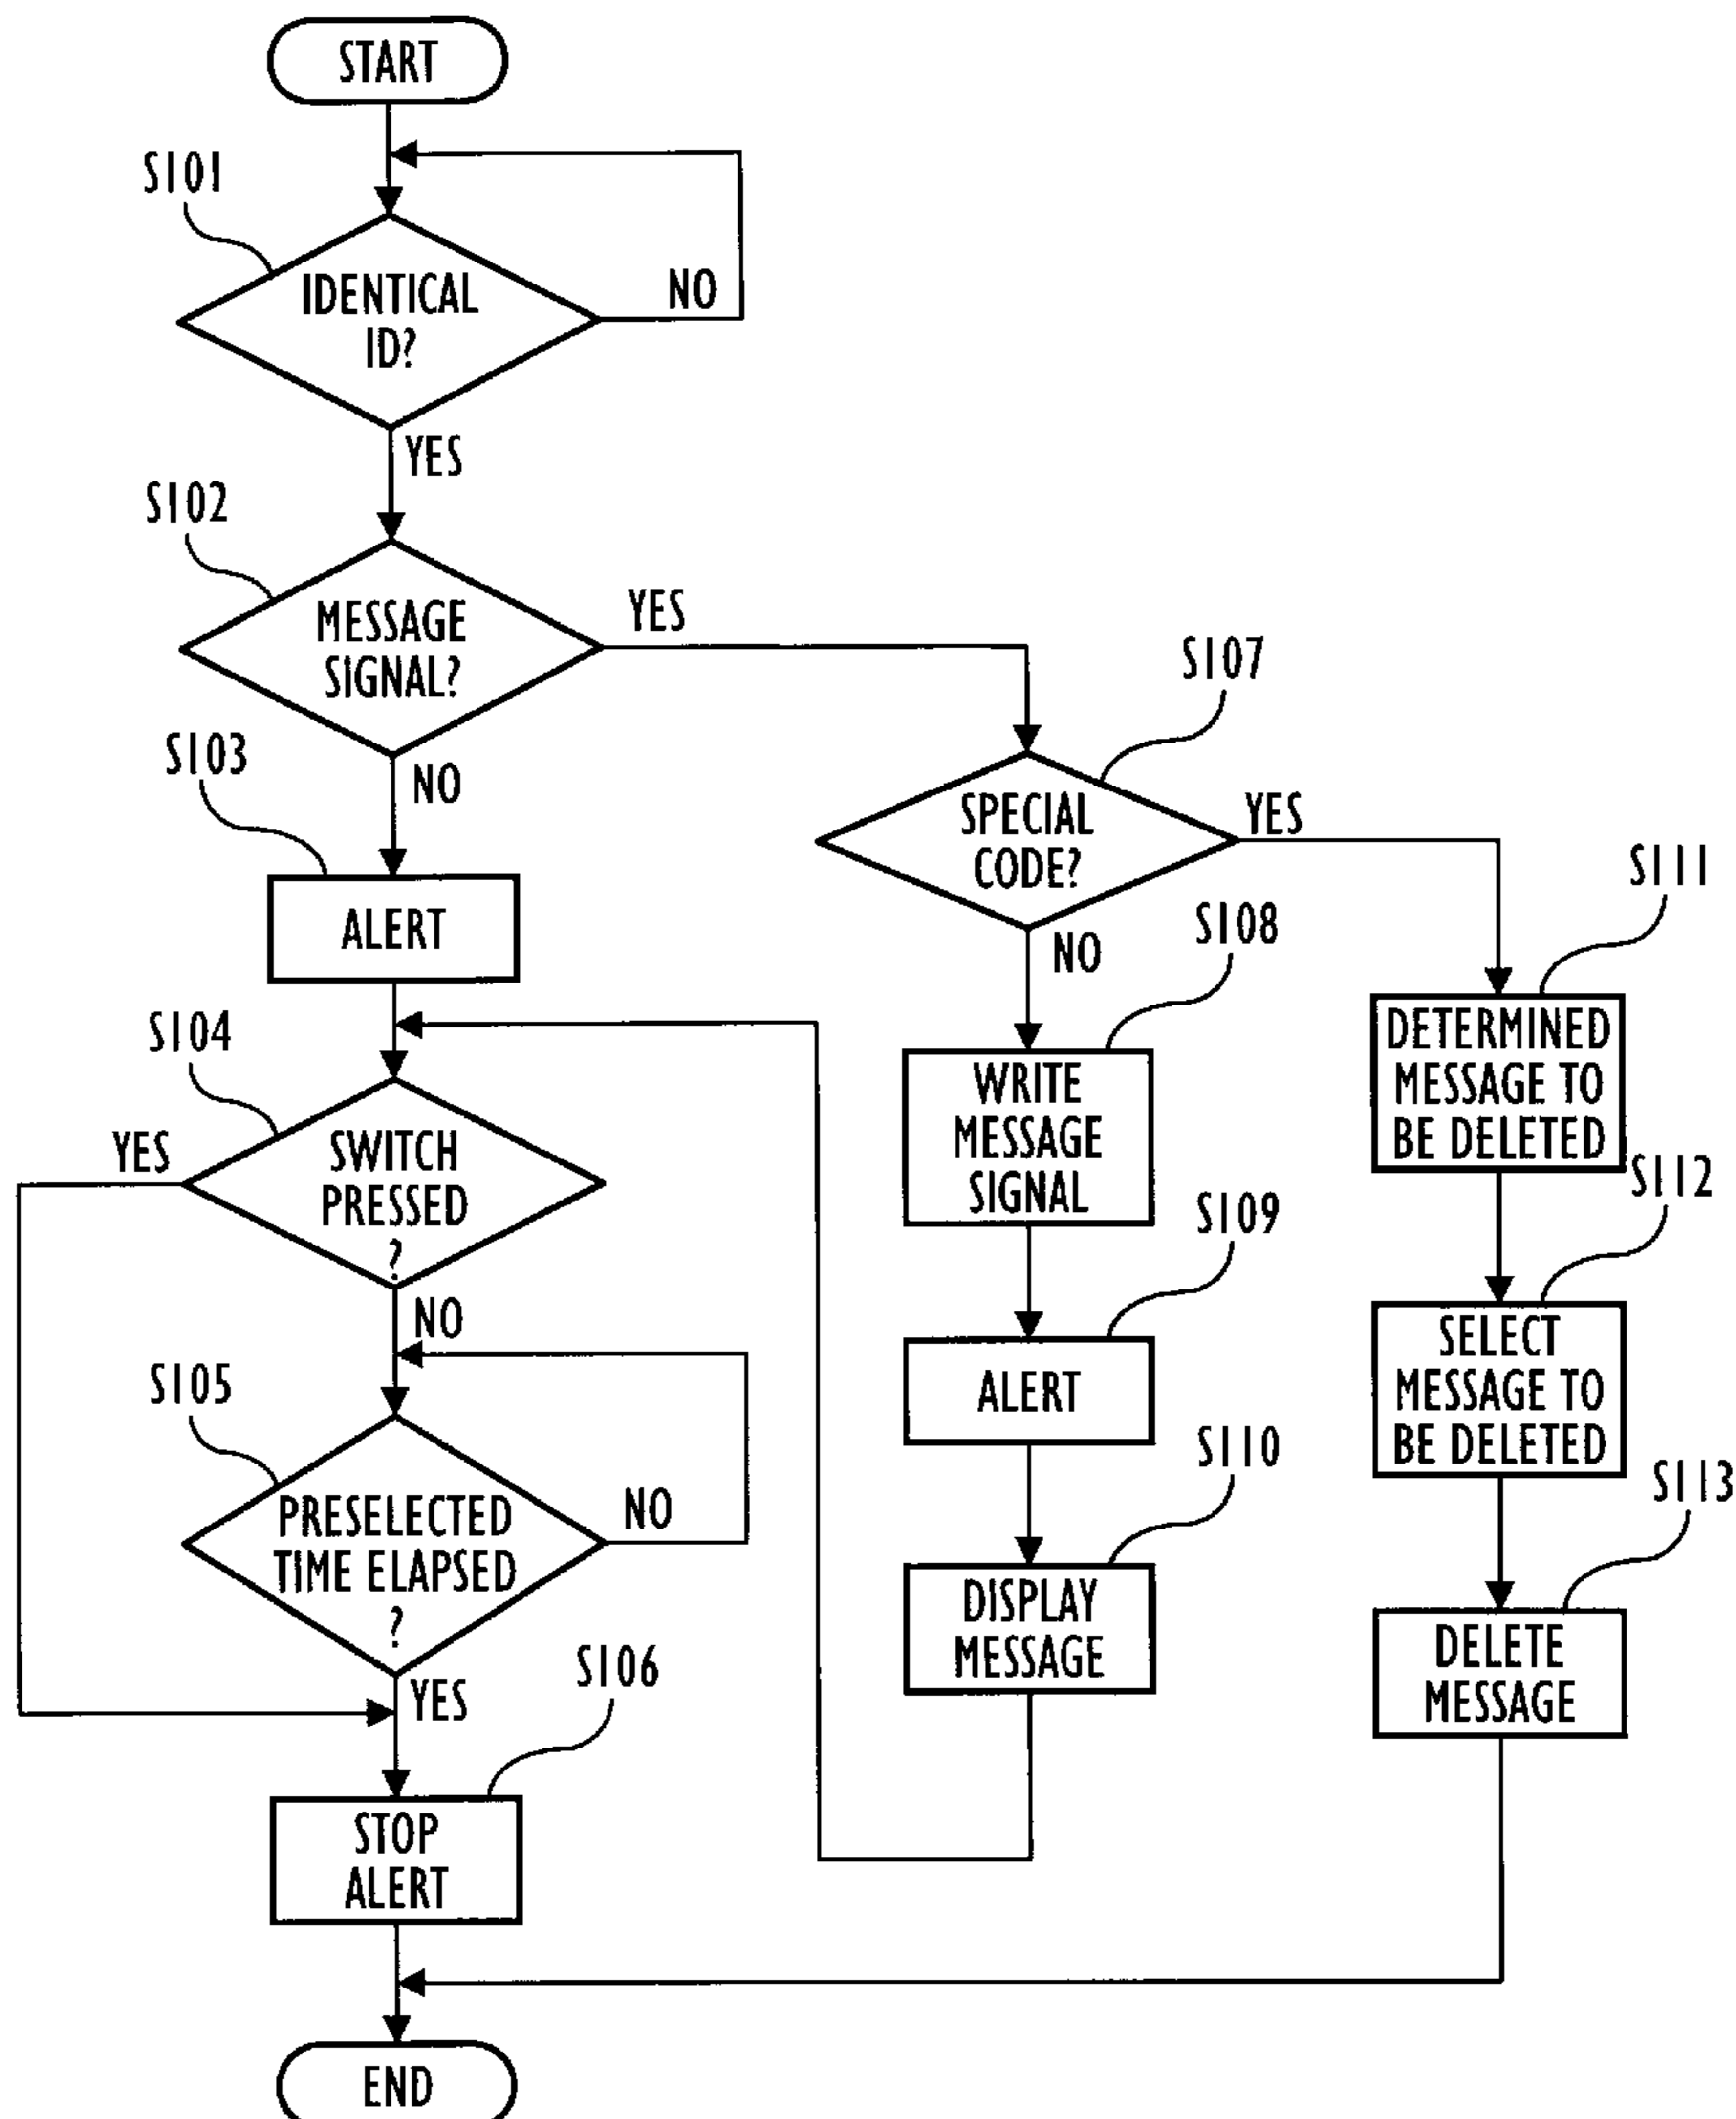 START
S101
IDENTICAL
ID?
NO
YES
S102
MESSAGE
SIGNAL?
YES
NO
S103
ALERT
S104
SWITCH
PRESSED
?
YES
NO
S105
PRESELECTED
TIME ELAPSED
?
NO
YES
S106
STOP
ALERT
END
S107
SPECIAL
CODE?
YES
NO
S108
WRITE
MESSAGE
SIGNAL
S109
ALERT
S110
DISPLAY
MESSAGE
S111
DETERMINED
MESSAGE TO
BE DELETED
S112
SELECT
MESSAGE TO
BE DELETED
S113
DELETE
MESSAGE